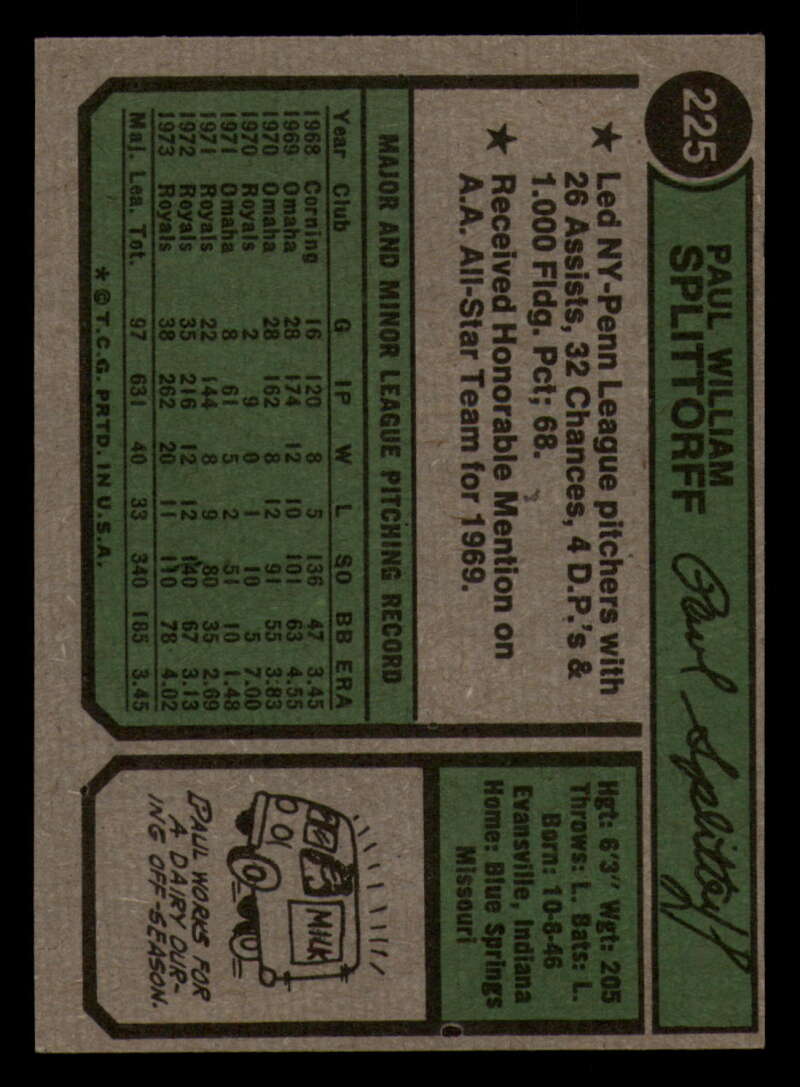 225
PAUL WILLIAM
SPLITTORFF
Paul Splittorff
★ Led NY-Penn League pitchers with
26 Assists, 32 Chances, 4 D.P.'s &
1.000 Fldg. Pct; 68.
★ Received Honorable Mention on
A.A. All-Star Team for 1969.
MAJOR AND MINOR LEAGUE PITCHING RECORD
Year Club G IP W L SO BB ERA
1968 Corning 16 120 8 5 136 47 3.45
1969 Omaha 28 174 12 10 101 63 4.55
1970 Omaha 28 162 8 12 91 55 3.83
1970 Royals 2 9 0 1 10 5 7.00
1971 Omaha 8 61 5 2 51 10 1.48
1971 Royals 22 144 8 9 80 35 2.69
1972 Royals 35 216 12 12 140 67 3.13
1973 Royals 38 262 20 11 110 78 4.02
Maj. Lea. Tot. 97 631 40 33 340 185 3.45
* © T.C.G. PRTD. IN U.S.A.
Hgt: 6'3" Wgt: 205
Throws: L. Bats: L.
Born: 10-8-46
Evansville, Indiana
Home: Blue Springs
Missouri
MILK
PAUL WORKS FOR
A DAIRY DUR-
ING OFF-SEASON.